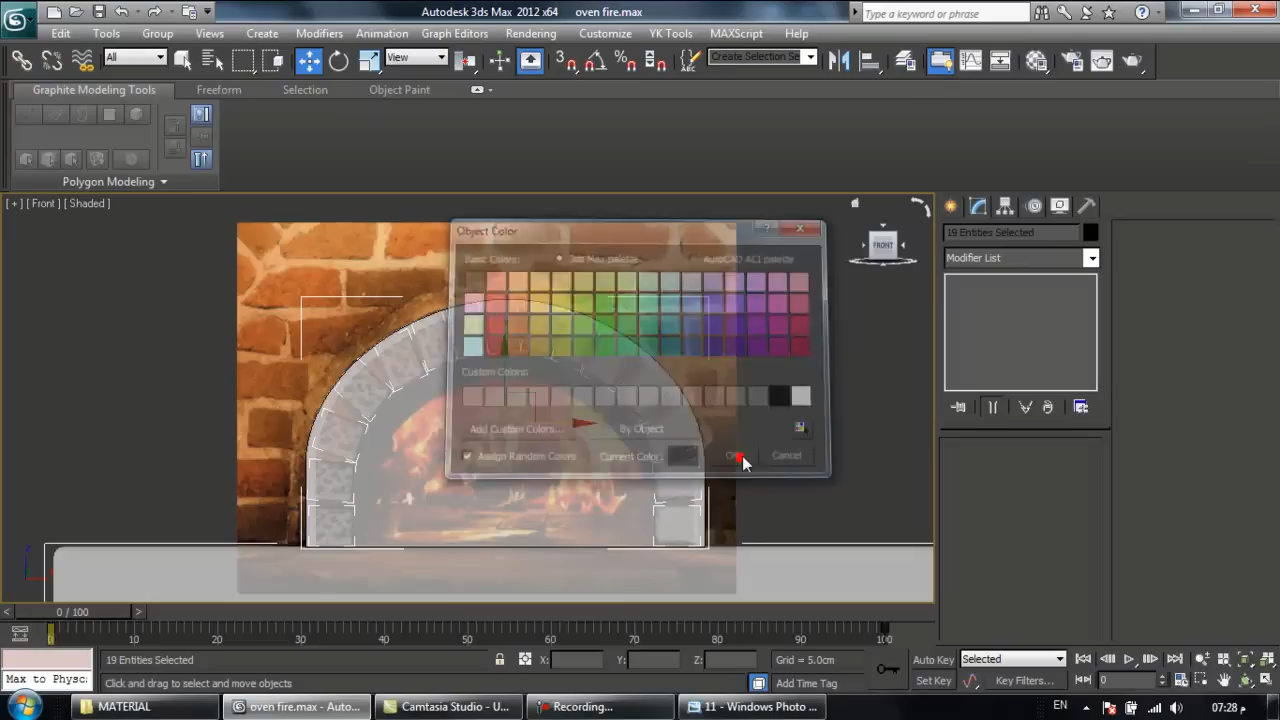 Autodesk 3ds Max 2012 x64 oven fire.max
Type a keyword or phrase
Edit Tools Group Views Create Modifiers Animation Graph Editors Rendering Customize YK Tools MAXScript Help
All
View
3
Create Selection Se
Graphite Modeling Tools Freeform Selection Object Paint
Polygon Modeling
[ + ] [ Front ] [ Shaded ]
FRONT
19 Entities Selected
Modifier List
Object Color
Basic Colors: 3ds Max palette AutoCAD ACI palette
Custom Colors:
Add Custom Colors... By Object
Assign Random Colors Current Color: OK Cancel
0 / 100
0 10 20 30 40 50 60 70 80 90 100
19 Entities Selected X: Y: Z: Grid = 5.0cm Auto Key Selected
Max to Physc
Click and drag to select and move objects Add Time Tag Set Key Key Filters... 0
MATERIAL oven fire.max - Auto... Camtasia Studio - U... Recording... 11 - Windows Photo ... EN 07:28 م